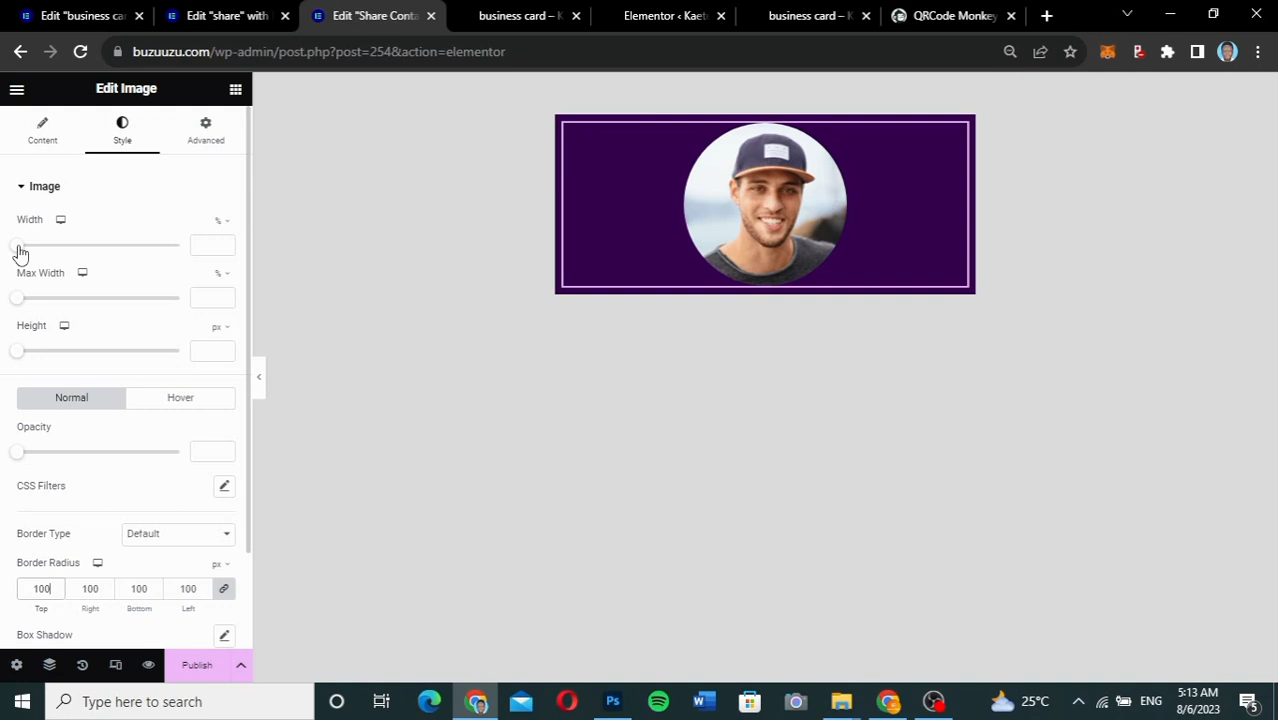 Edit "business ca
Edit "share" with
Edit "Share Conta
business card – K
Elementor ‹ Kaet
business card – K
QRCode Monkey
buzuuzu.com/wp-admin/post.php?post=254&action=elementor
Edit Image
Content
Style
Advanced
Image
Width
%
Max Width
%
Height
px
Normal
Hover
Opacity
CSS Filters
Border Type
Default
Border Radius
px
100
100
100
100
Top
Right
Bottom
Left
Box Shadow
Publish
Type here to search
25°C
ENG
5:13 AM
8/6/2023
5